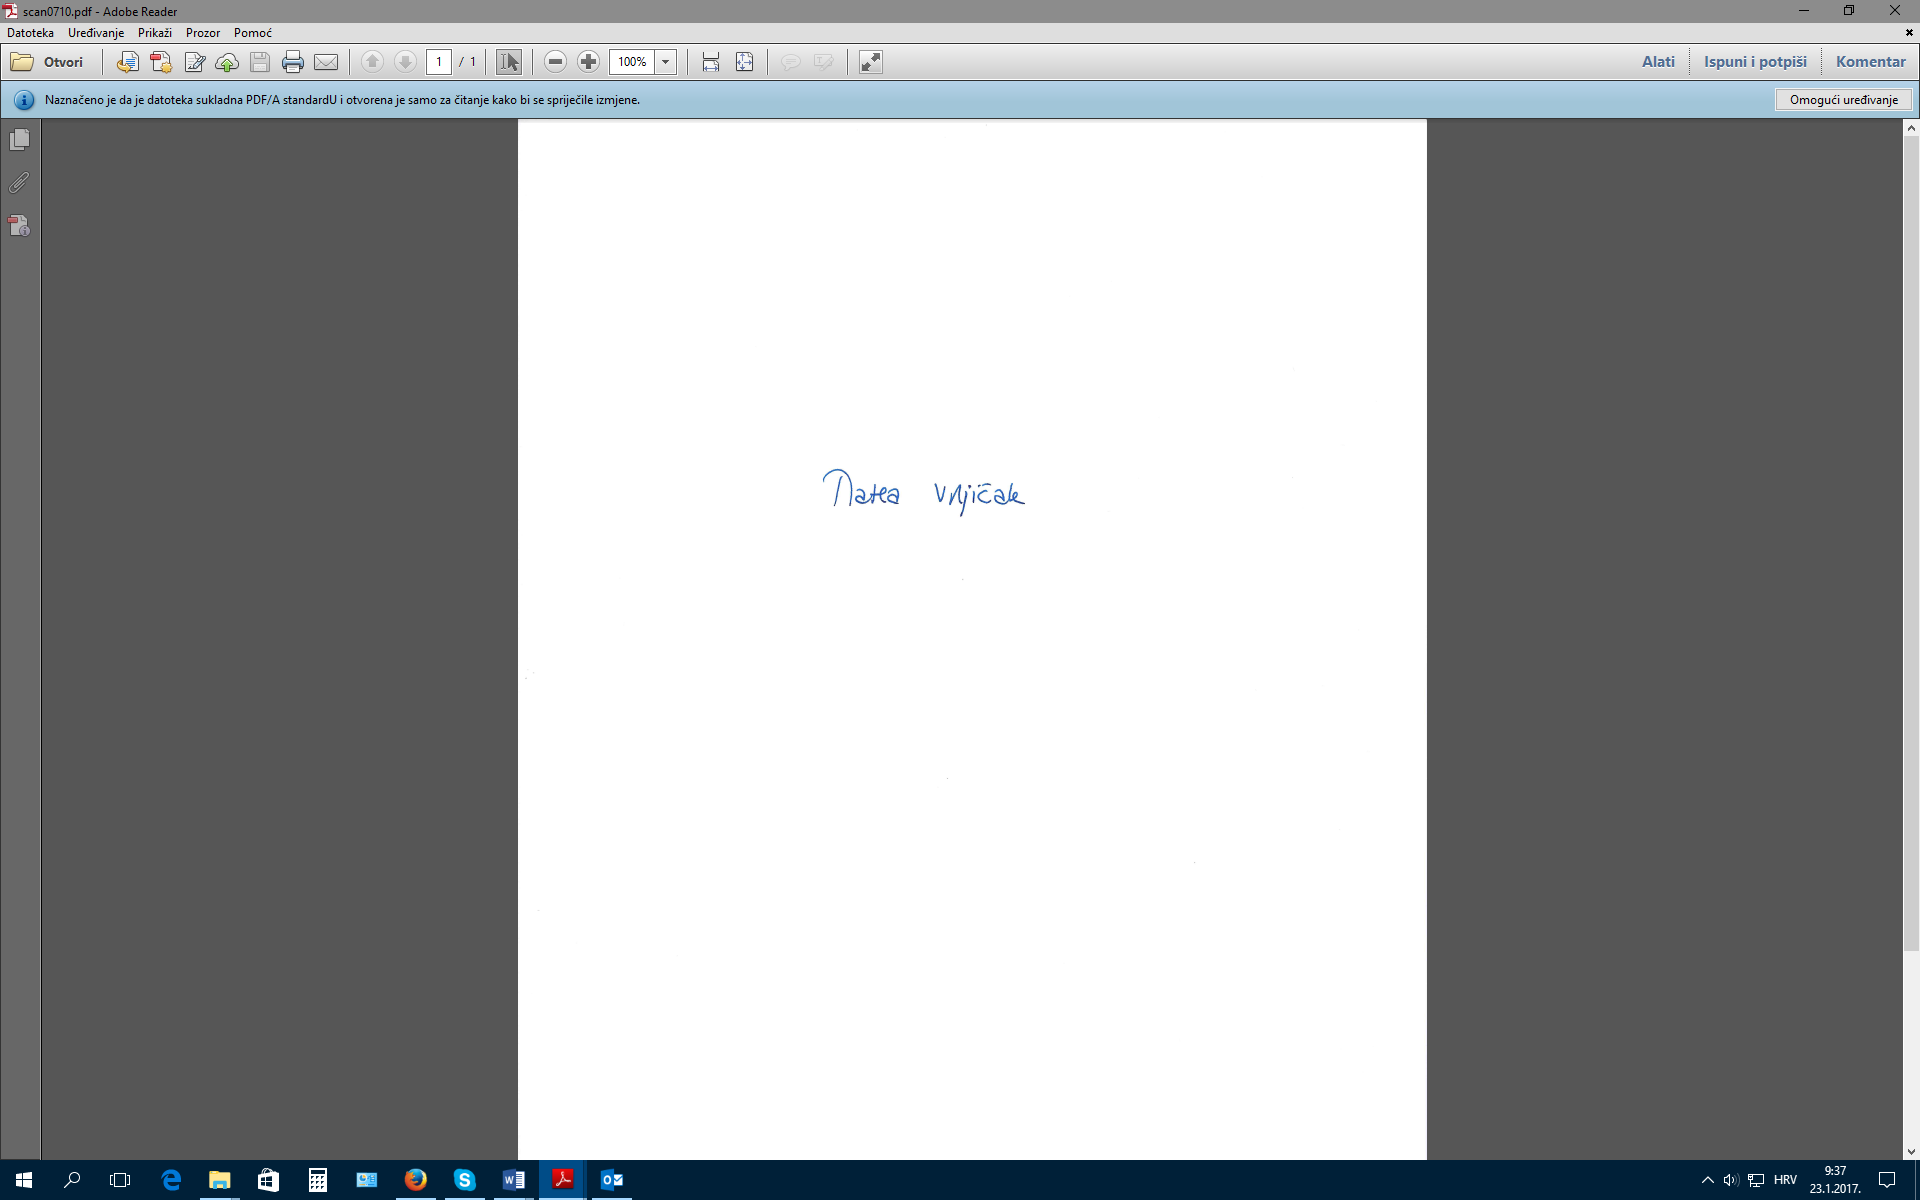 scan0710.pdf - Adobe Reader
Datoteka Uređivanje Prikaži Prozor Pomoć
Otvori 1 / 1 100% Alati Ispuni i potpiši Komentar
Naznačeno je da je datoteka sukladna PDF/A standardU i otvorena je samo za čitanje kako bi se spriječile izmjene. Omogući uređivanje
Matea Vnjičak
HRV 9:37
23.1.2017.